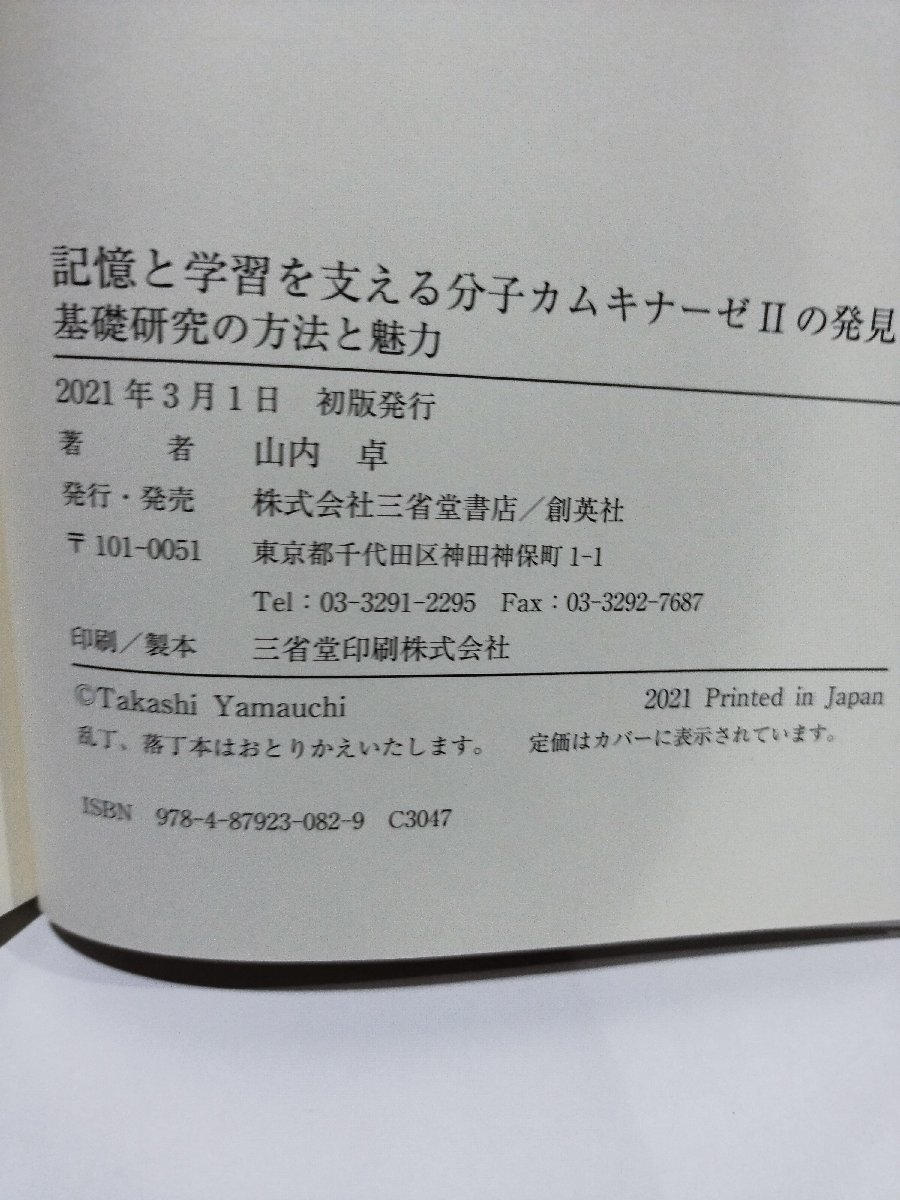 記憶と学習を支える分子カムキナーゼⅡの発見
基礎研究の方法と魅力
2021年3月1日 初版発行
著 者 山内 卓
発行・発売 株式会社三省堂書店／創英社
〒101-0051 東京都千代田区神田神保町1-1
Tel：03-3291-2295 Fax：03-3292-7687
印刷／製本 三省堂印刷株式会社
©Takashi Yamauchi 2021 Printed in Japan
乱丁、落丁本はおとりかえいたします。 定価はカバーに表示されています。
ISBN 978-4-87923-082-9 C3047